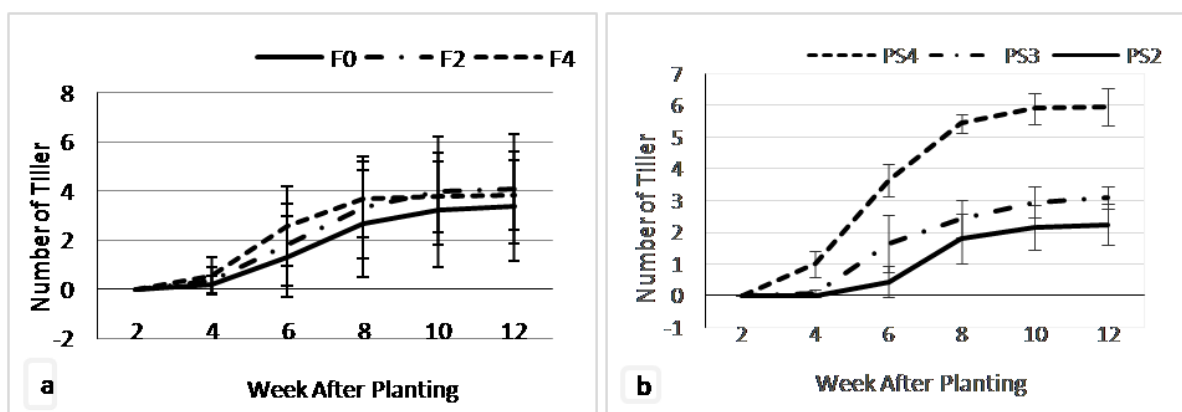 F0 F2 F4
8
6
4
2
0
-2
Number of Tiller
2 4 6 8 10 12
Week After Planting
a
PS4 PS3 PS2
7
6
5
4
3
2
1
0
-1
Number of Tiller
2 4 6 8 10 12
Week After Planting
b